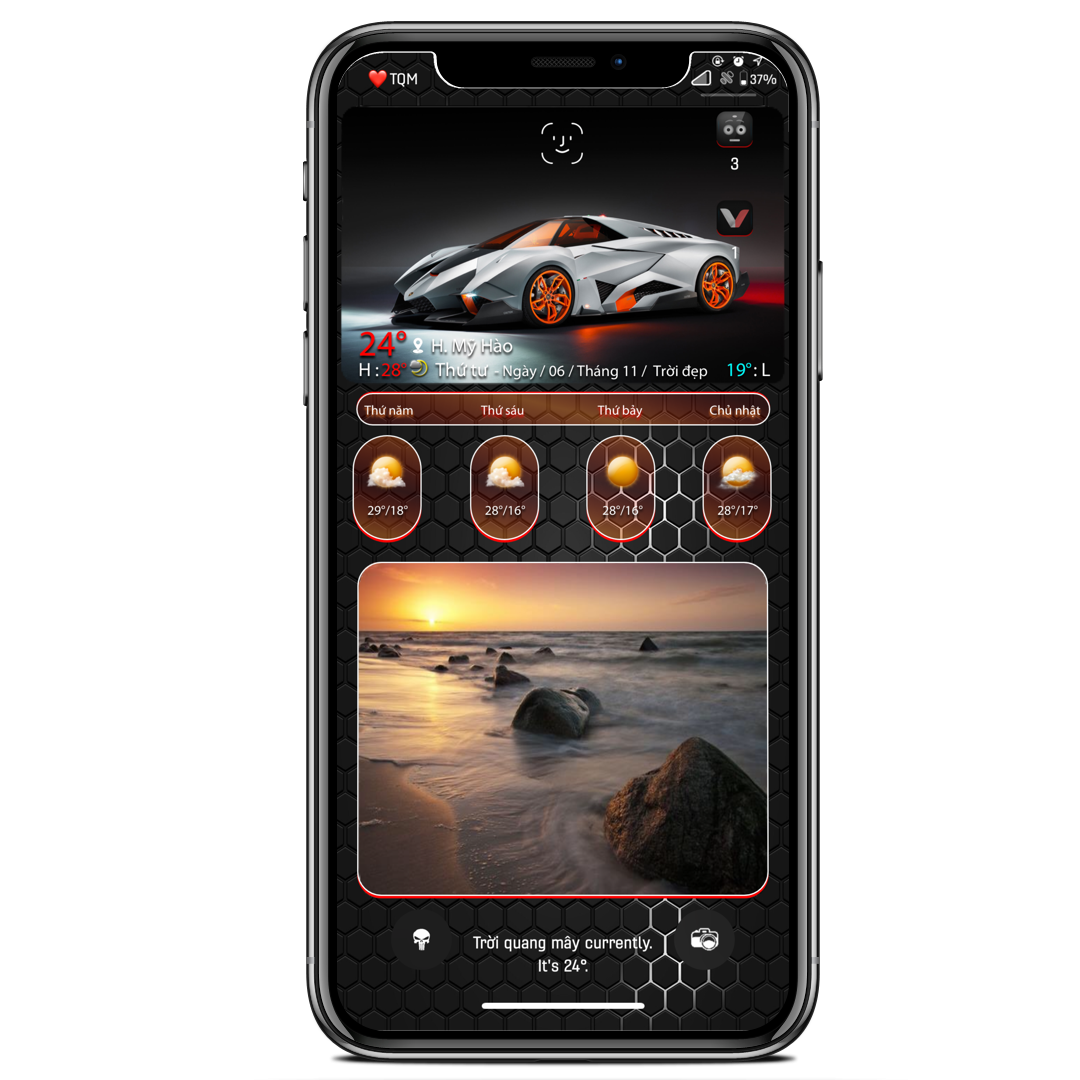 ❤️ TQM
37%
3
1
24° H. Mỹ Hào
H : 28° Thứ tư - Ngày / 06 / Tháng 11 / Trời đẹp 19° : L
Thứ năm Thứ sáu Thứ bảy Chủ nhật
29°/18° 28°/16° 28°/16° 28°/17°
Trời quang mây currently.
It's 24°.